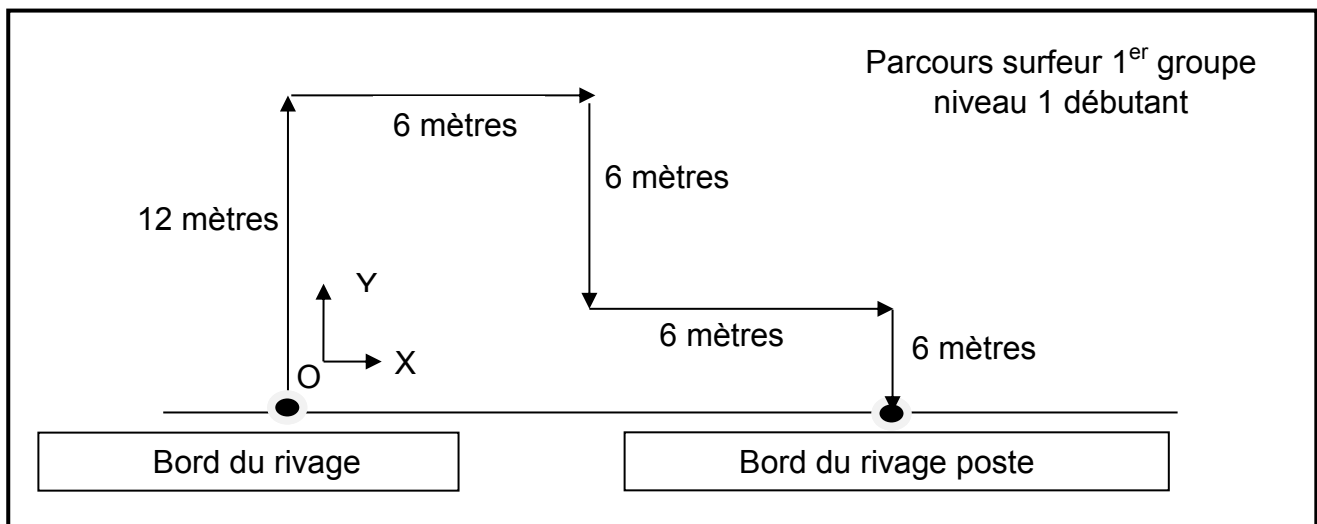 Parcours surfeur 1er groupe
niveau 1 débutant
6 mètres
6 mètres
12 mètres
Y
6 mètres
6 mètres
X
O
Bord du rivage
Bord du rivage poste